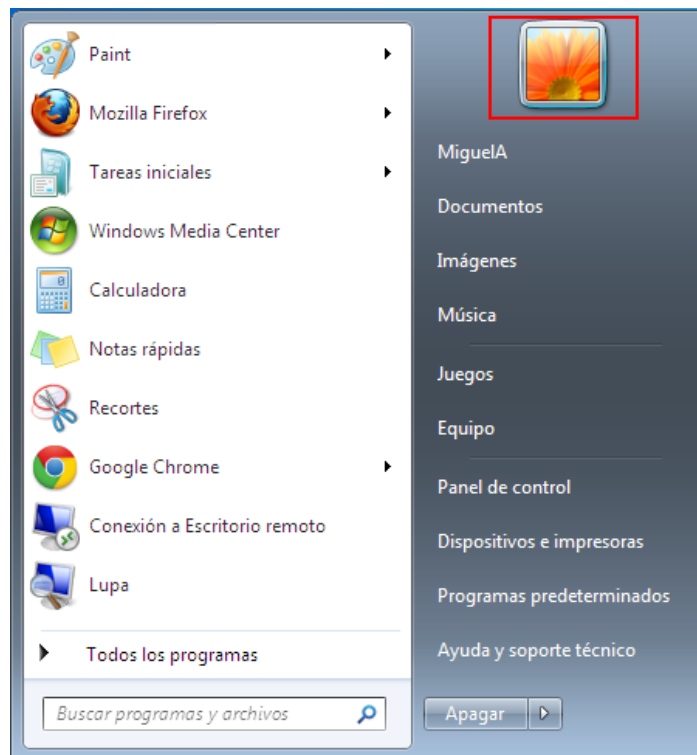 Paint
Mozilla Firefox
Tareas iniciales
Windows Media Center
Calculadora
Notas rápidas
Recortes
Google Chrome
Conexión a Escritorio remoto
Lupa
Todos los programas
Buscar programas y archivos
MiguelA
Documentos
Imágenes
Música
Juegos
Equipo
Panel de control
Dispositivos e impresoras
Programas predeterminados
Ayuda y soporte técnico
Apagar